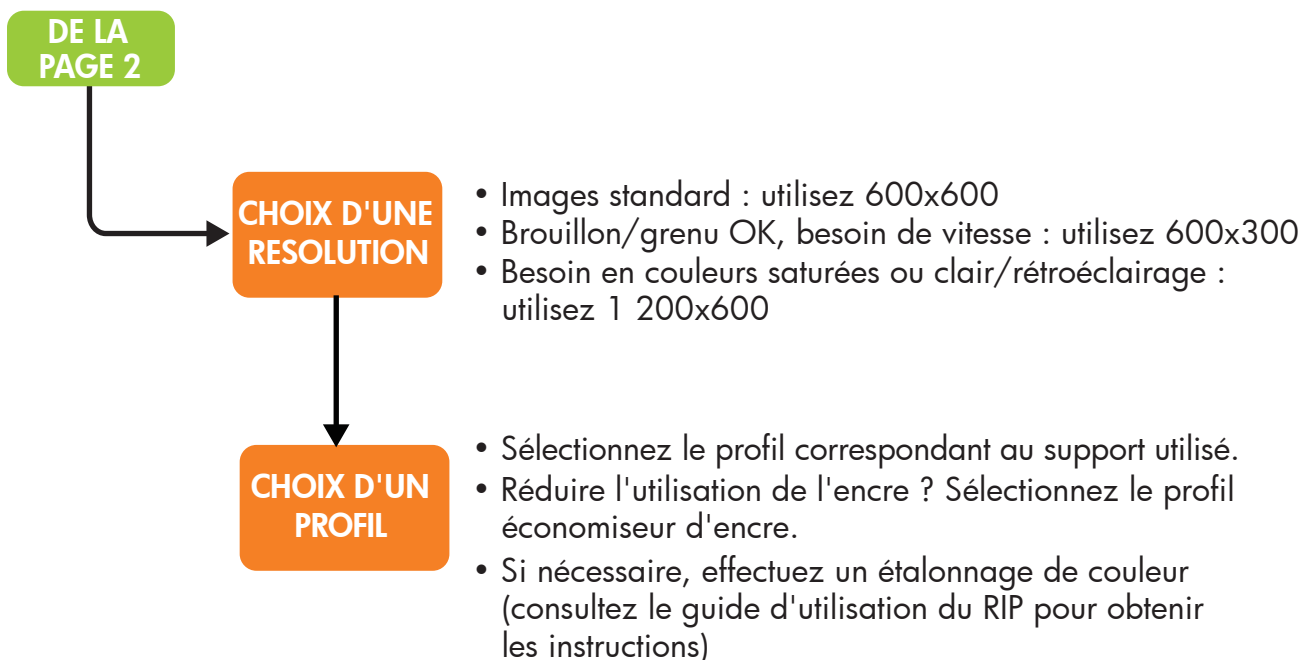 DE LA
PAGE 2
CHOIX D'UNE
RESOLUTION
• Images standard : utilisez 600x600
• Brouillon/grenu OK, besoin de vitesse : utilisez 600x300
• Besoin en couleurs saturées ou clair/rétroéclairage :
utilisez 1 200x600
CHOIX D'UN
PROFIL
• Sélectionnez le profil correspondant au support utilisé.
• Réduire l'utilisation de l'encre ? Sélectionnez le profil
économiseur d'encre.
• Si nécessaire, effectuez un étalonnage de couleur
(consultez le guide d'utilisation du RIP pour obtenir
les instructions)